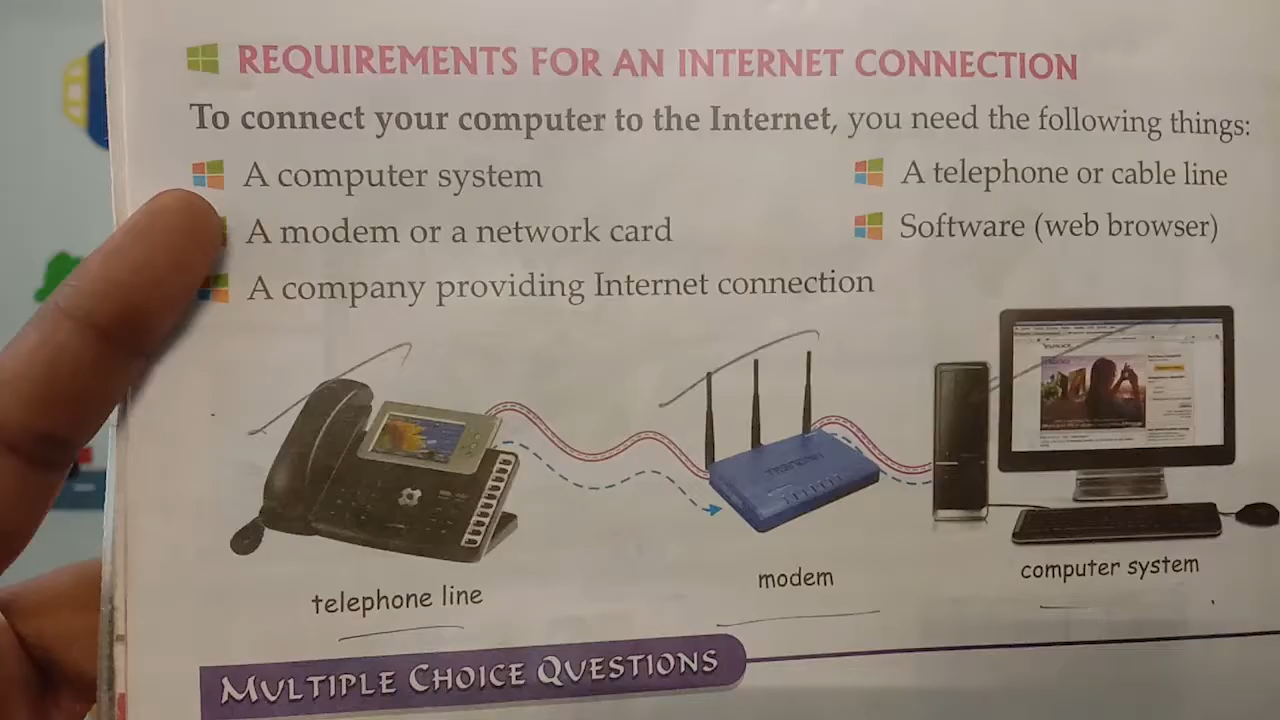 REQUIREMENTS FOR AN INTERNET CONNECTION
To connect your computer to the Internet, you need the following things:
A computer system
A telephone or cable line
A modem or a network card
Software (web browser)
A company providing Internet connection
telephone line
modem
computer system
MULTIPLE CHOICE QUESTIONS